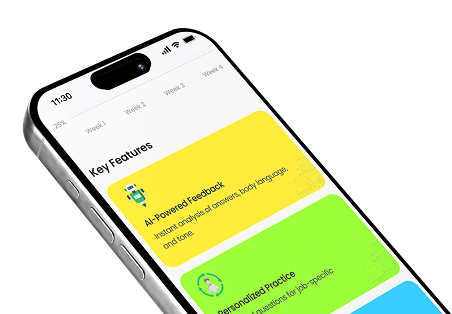 11:30
25%
Week 1
Week 2
Week 3
Week 4
Key Features
AI-Powered Feedback
Instant analysis of answers, body language,
and tone.
Personalized Practice
questions for job-specific